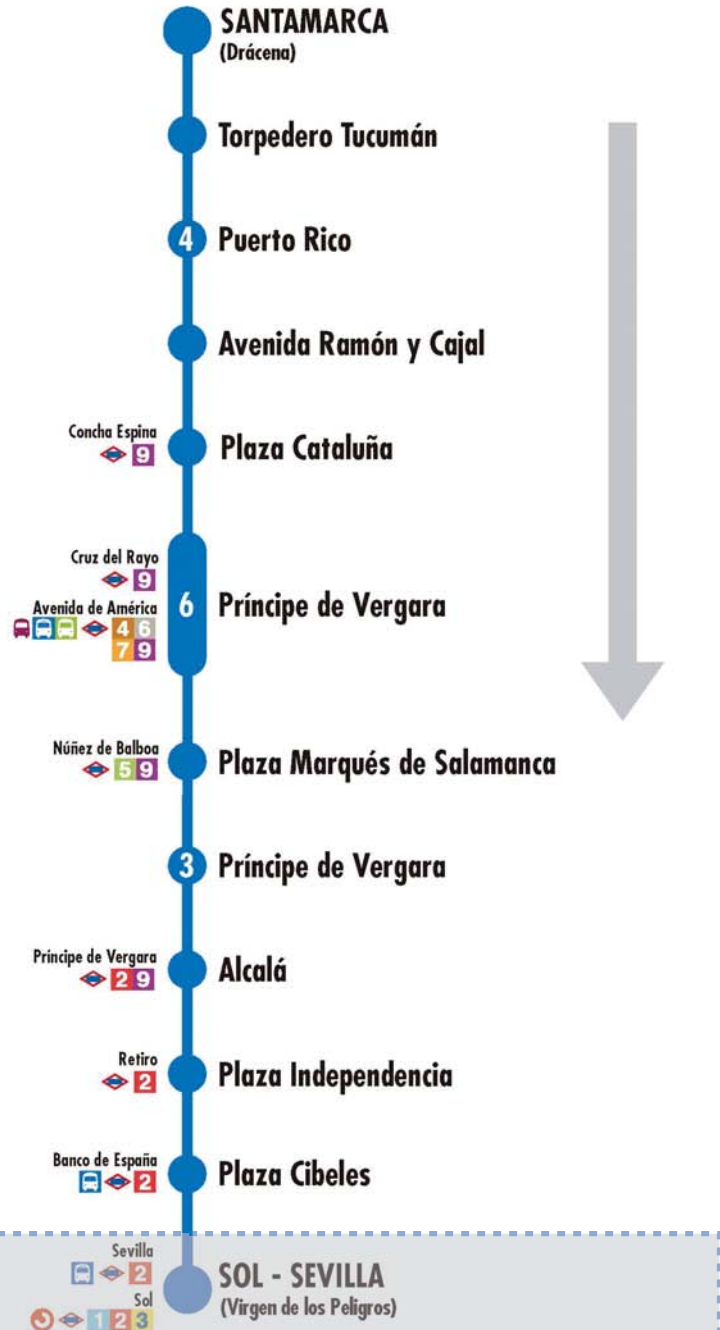 SANTAMARCA
(Drácena)
Torpedero Tucumán
4 Puerto Rico
Avenida Ramón y Cajal
Concha Espina
9
Plaza Cataluña
Cruz del Rayo
9
Avenida de América
4 6
7 9
6 Príncipe de Vergara
Núñez de Balboa
5 9
Plaza Marqués de Salamanca
3 Príncipe de Vergara
Príncipe de Vergara
2 9
Alcalá
Retiro
2
Plaza Independencia
Banco de España
2
Plaza Cibeles
Sevilla
2
Sol
1 2 3
SOL - SEVILLA
(Virgen de los Peligros)